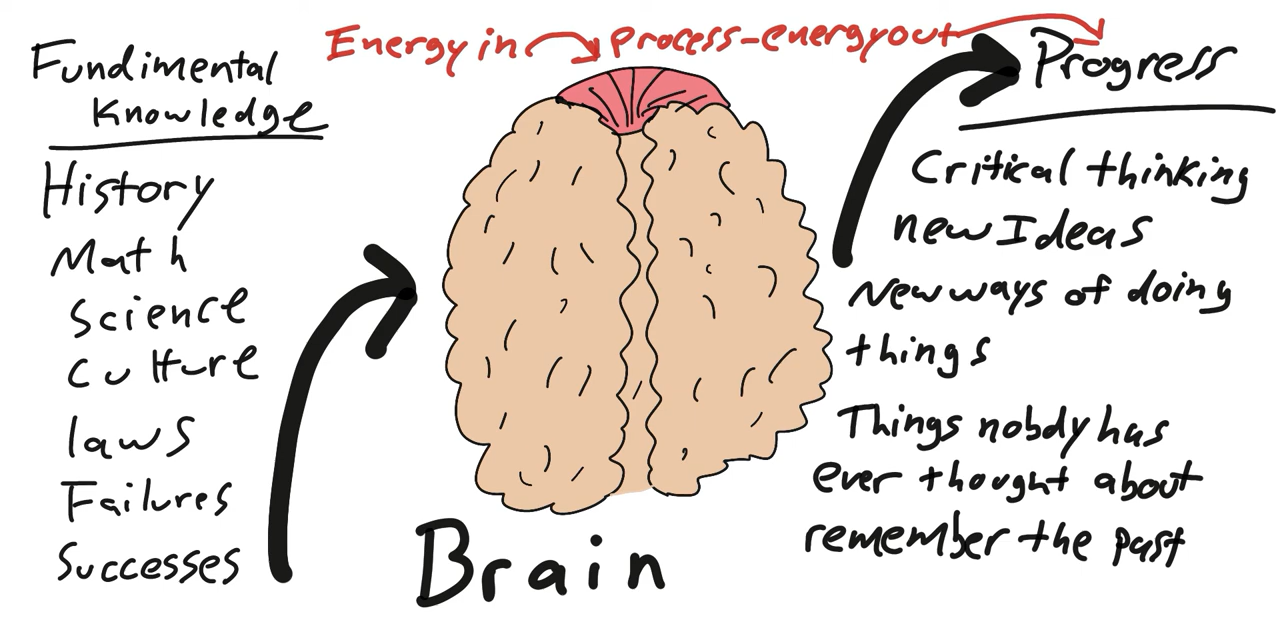 Energy in process-energy out
Fundimental
Knowledge
History
Math
Science
Culture
laws
Failures
Successes
Brain
Progress
Critical thinking
new Ideas
New ways of doing
things
Things nobdy has
ever thought about
remember the past